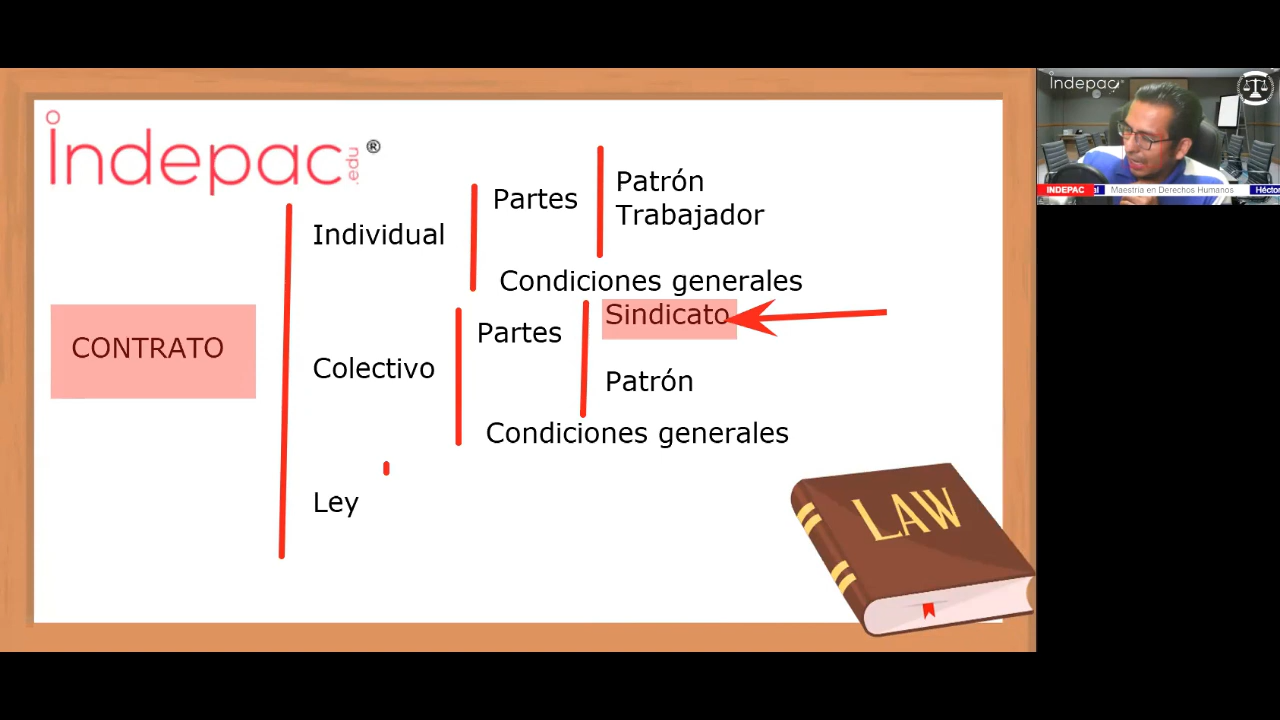 indepac.edu®
Individual
Partes
Patrón
Trabajador
Condiciones generales
CONTRATO
Colectivo
Partes
Sindicato
Patrón
Condiciones generales
Ley
LAW
indepac®
INDEPAC al Maestría en Derechos Humanos Héctor